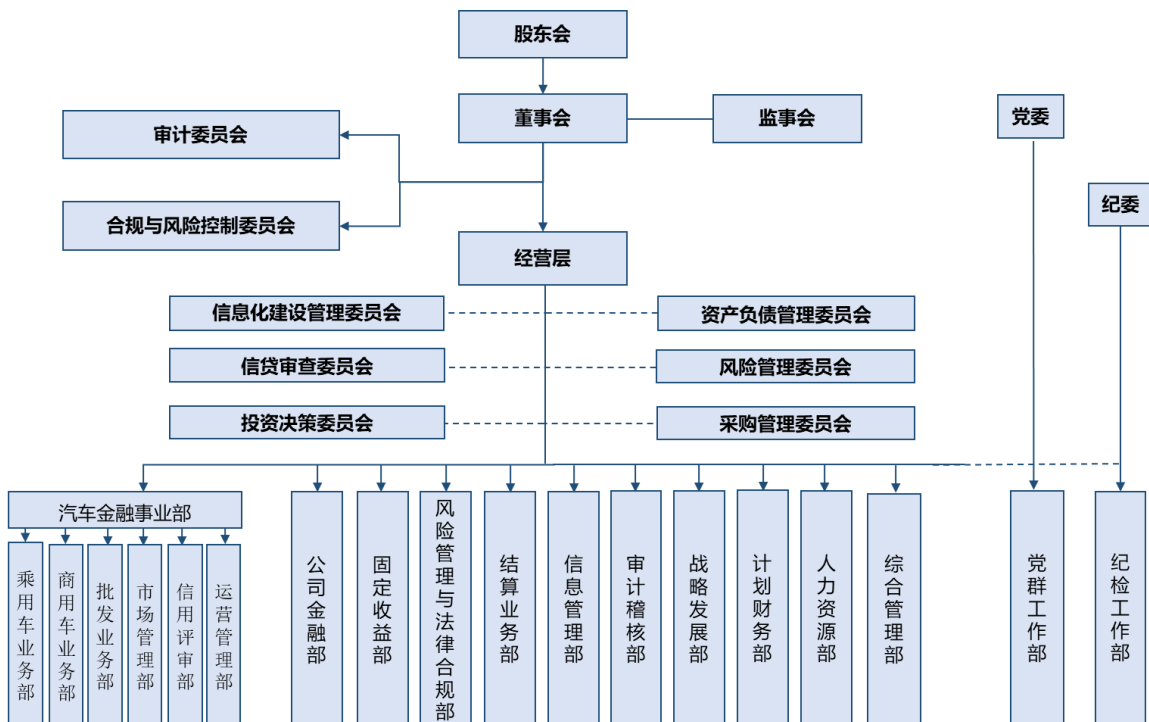 股东会
董事会
监事会
党委
审计委员会
纪委
合规与风险控制委员会
经营层
信息化建设管理委员会
资产负债管理委员会
信贷审查委员会
风险管理委员会
投资决策委员会
采购管理委员会
汽车金融事业部
乘用车业务部
商用车业务部
批发业务部
市场管理部
信用评审部
运营管理部
公司金融部
固定收益部
风险管理与法律合规部
结算业务部
信息管理部
审计稽核部
战略发展部
计划财务部
人力资源部
综合管理部
党群工作部
纪检工作部